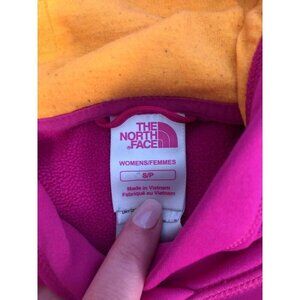 THE
NORTH
FACE
WOMENS/FEMMES
S/P
Made in Vietnam
Fabriqué au Vietnam